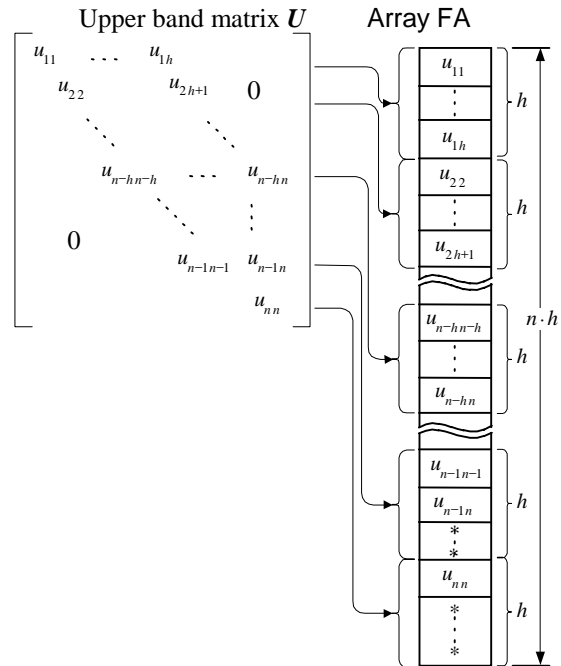 Upper band matrix U Array FA
u11 ... u1h
u22 u2h+1 0
un−hn−h ... un−hn
0
un−1n−1 un−1n
unn
u11
u1h
h
u22
u2h+1
h
un−hn−h
un−hn
h
n·h
un−1n−1
un−1n
*
*
h
unn
*
*
h